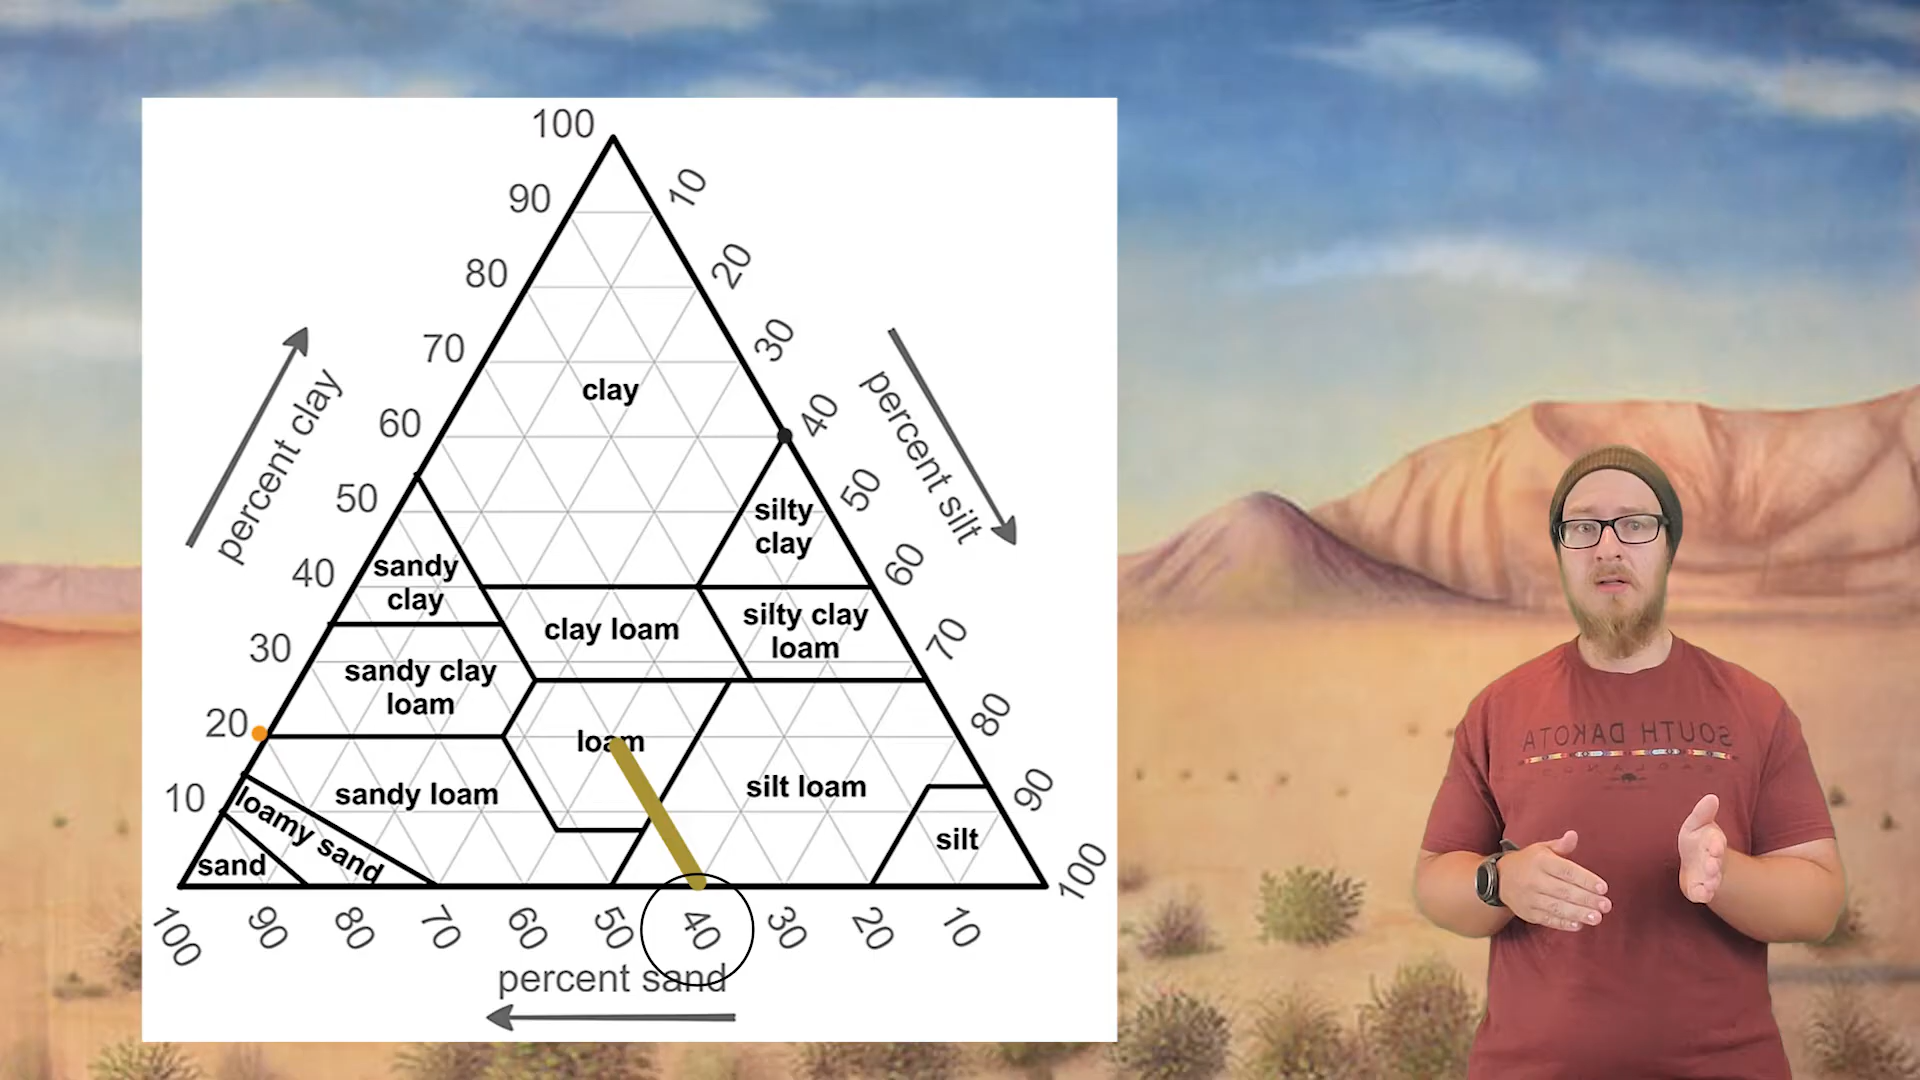 100
90
80
70
60
50
40
30
20
10
percent clay
10
20
30
40
50
60
70
80
90
100
percent silt
clay
silty
clay
sandy
clay
clay loam
silty clay
loam
sandy clay
loam
loam
sandy loam
silt loam
loamy sand
sand
silt
100
90
80
70
60
50
40
30
20
10
percent sand
SOUTH DAKOTA